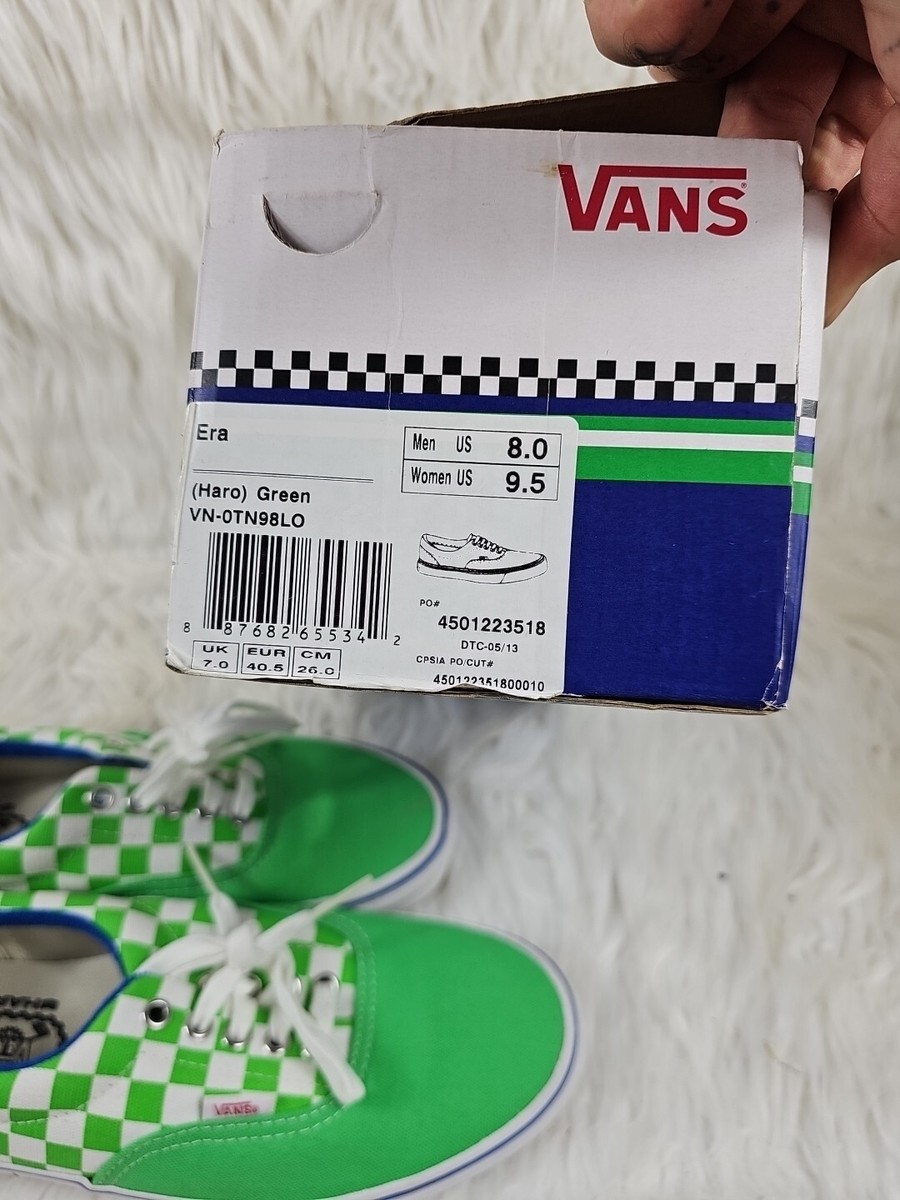 VANS
Era
Men US 8.0
Women US 9.5
(Haro) Green
VN-0TN98LO
8 87682 65534 2
PO#
4501223518
DTC-05/13
CPSIA PO/CUT#
450122351800010
UK EUR CM
7.0 40.5 26.0
VANS